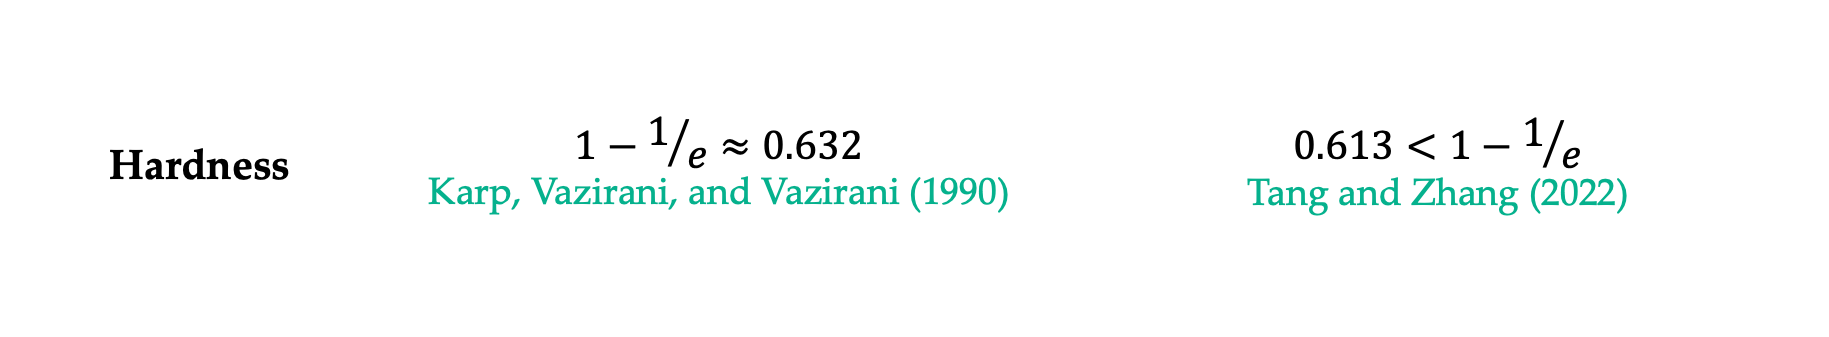 Hardness
1 − 1/e ≈ 0.632
Karp, Vazirani, and Vazirani (1990)
0.613 < 1 − 1/e
Tang and Zhang (2022)